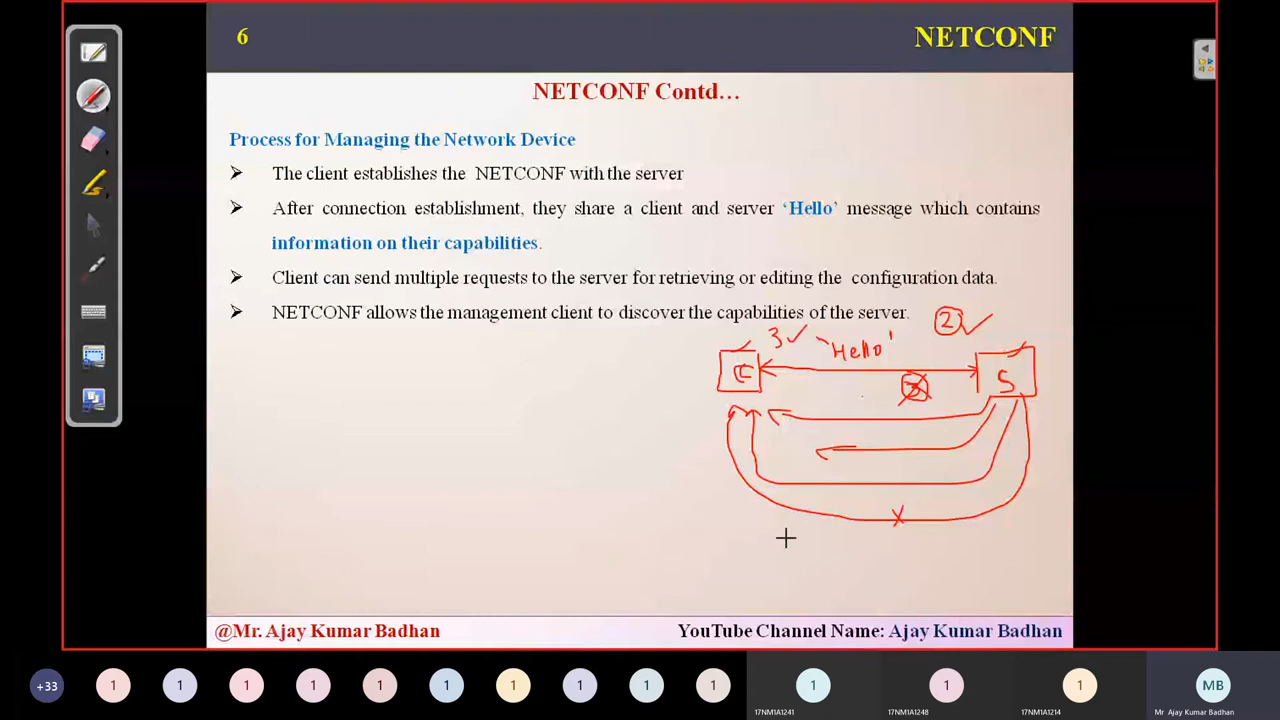 6
NETCONF
NETCONF Contd...
Process for Managing the Network Device
➢ The client establishes the NETCONF with the server
➢ After connection establishment, they share a client and server ‘Hello’ message which contains
information on their capabilities.
➢ Client can send multiple requests to the server for retrieving or editing the configuration data.
➢ NETCONF allows the management client to discover the capabilities of the server.
2
3 "Hello'
C S
@Mr. Ajay Kumar Badhan
YouTube Channel Name: Ajay Kumar Badhan
+33 1 1 1 1 1 1 1 1 1 1 1 1 1 MB
17NM1A1241 17NM1A1248 17NM1A1214 Mr Ajay Kumar Badhan